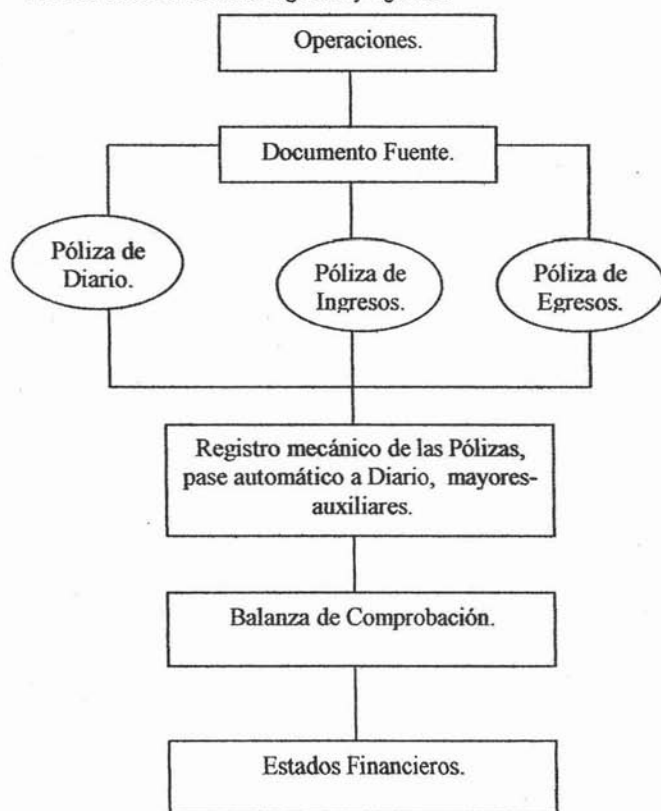 Operaciones.
Documento Fuente.
Póliza de
Diario.
Póliza de
Ingresos.
Póliza de
Egresos.
Registro mecánico de las Pólizas,
pase automático a Diario, mayores-
auxiliares.
Balanza de Comprobación.
Estados Financieros.